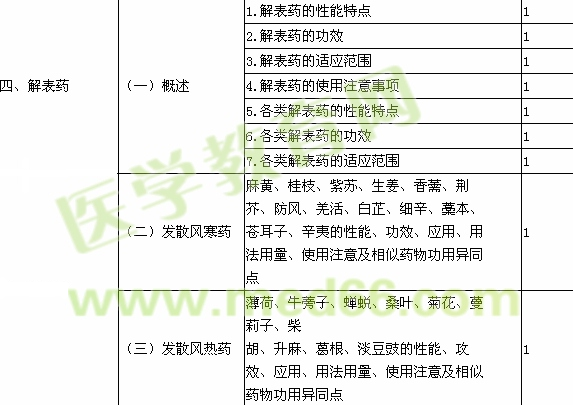 1.解表药的性能特点 1
2.解表药的功效 1
3.解表药的适应范围 1
四、解表药 （一）概述 4.解表药的使用注意事项 1
5.各类解表药的性能特点 1
6.各类解表药的功效 1
7.各类解表药的适应范围 1
麻黄、桂枝、紫苏、生姜、香薷、荆
芥、防风、羌活、白芷、细辛、藁本、
（二）发散风寒药 苍耳子、辛夷的性能、功效、应用、用 1
法用量、使用注意及相似药物功用异同
点
薄荷、牛蒡子、蝉蜕、桑叶、菊花、蔓
荊子、柴
（三）发散风热药 胡、升麻、葛根、淡豆豉的性能、攻 1
效、应用、用法用量、使用注意及相似
药物功用异同点
医学教育网
www.med66.com